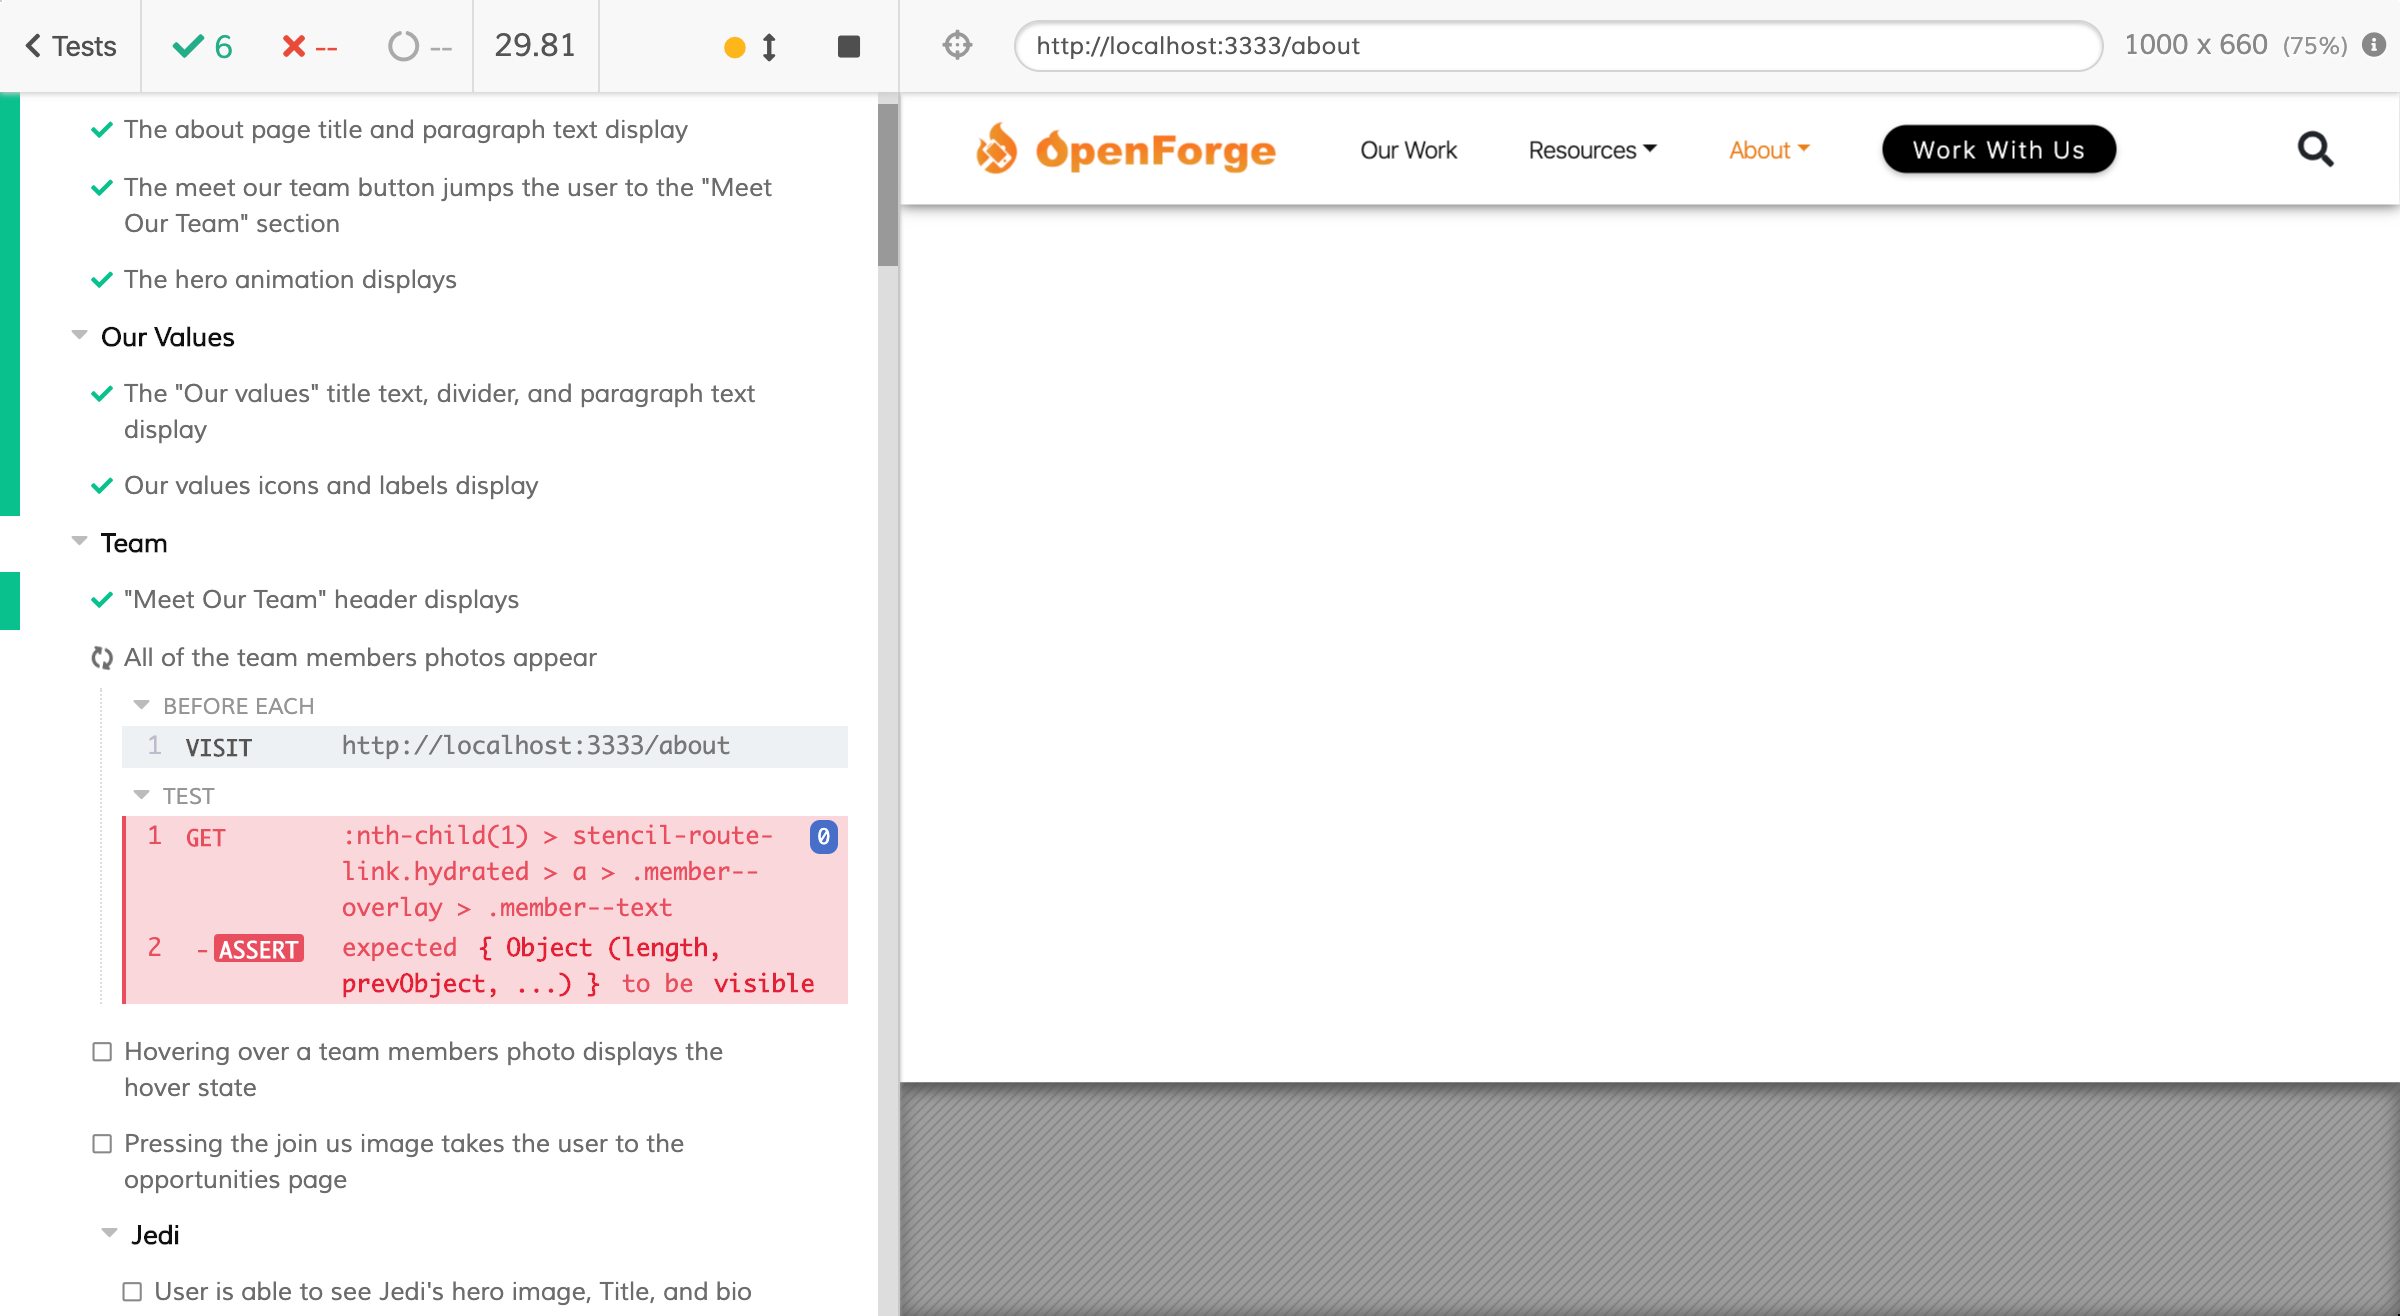 Tests
6
--
--
29.81
http://localhost:3333/about
1000 x 660 (75%)
The about page title and paragraph text display
The meet our team button jumps the user to the "Meet
Our Team" section
The hero animation displays
Our Values
The "Our values" title text, divider, and paragraph text
display
Our values icons and labels display
Team
"Meet Our Team" header displays
All of the team members photos appear
BEFORE EACH
1 VISIT http://localhost:3333/about
TEST
1 GET :nth-child(1) > stencil-route- 0
link.hydrated > a > .member--
overlay > .member--text
2 -ASSERT expected { Object (length,
prevObject, ...) } to be visible
Hovering over a team members photo displays the
hover state
Pressing the join us image takes the user to the
opportunities page
Jedi
User is able to see Jedi's hero image, Title, and bio
OpenForge
Our Work
Resources
About
Work With Us